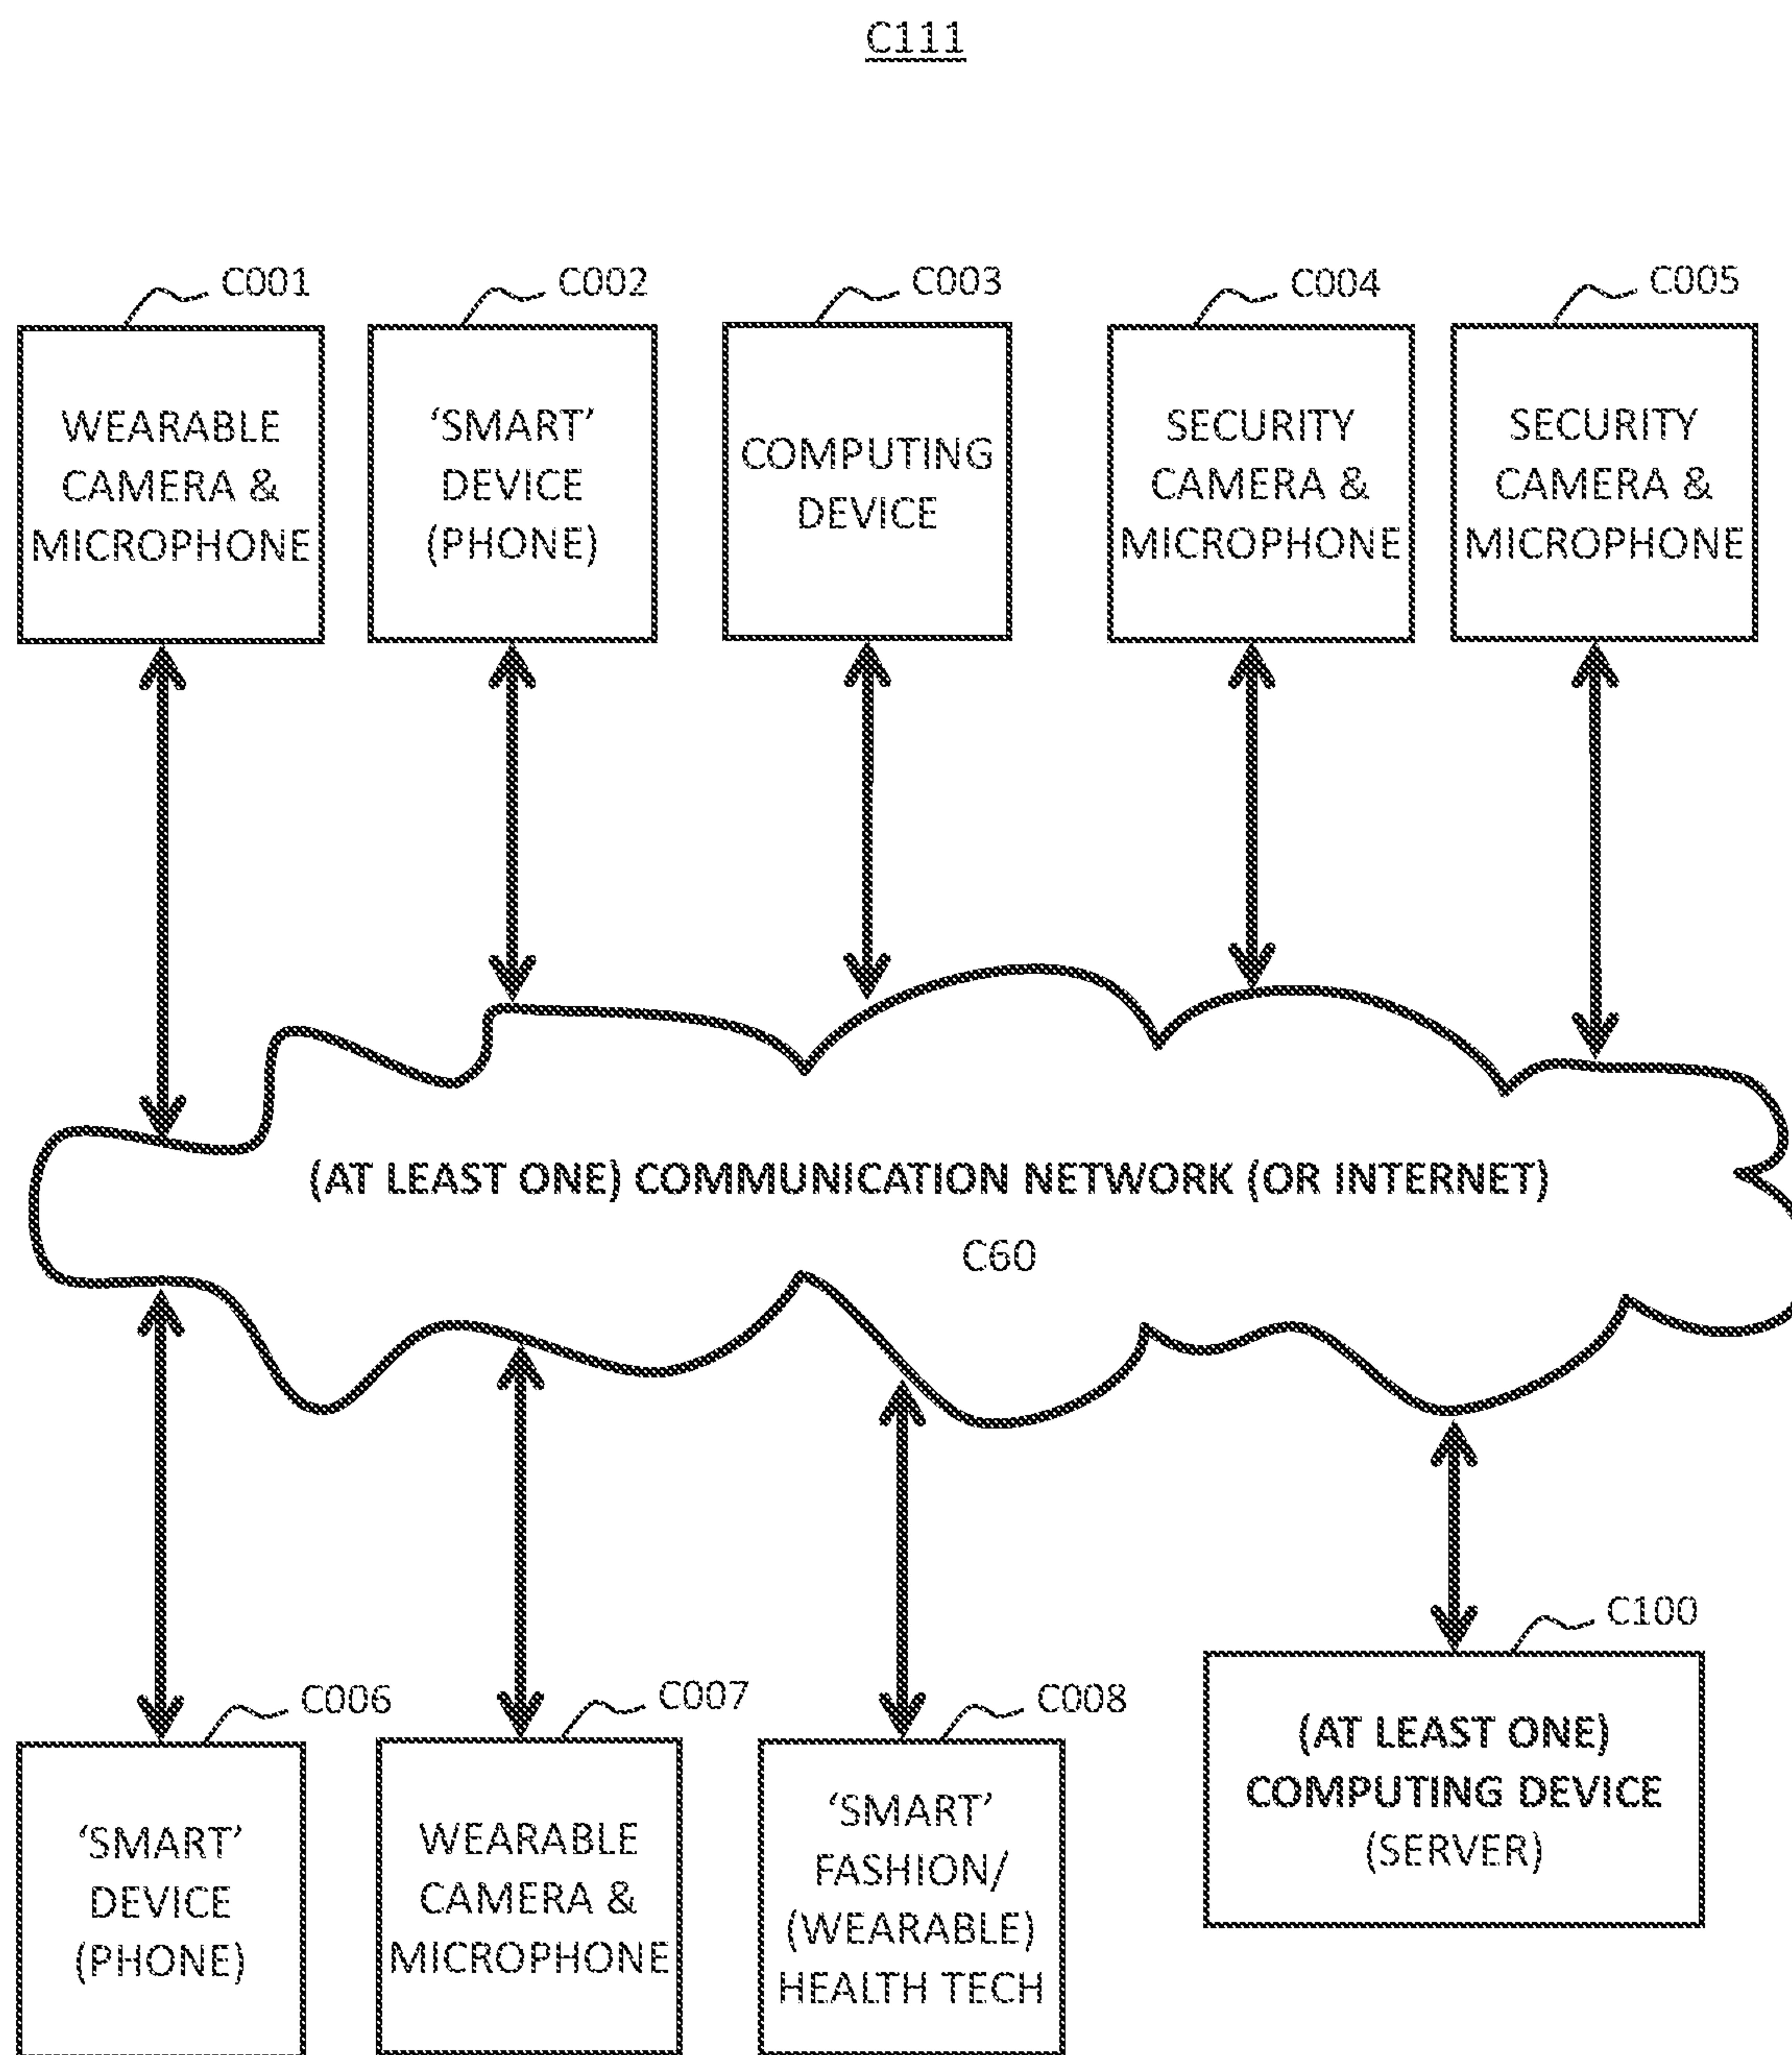 C111
C001
C002
C003
C004
C005
WEARABLE
CAMERA &
MICROPHONE
‘SMART’
DEVICE
(PHONE)
COMPUTING
DEVICE
SECURITY
CAMERA &
MICROPHONE
SECURITY
CAMERA &
MICROPHONE
(AT LEAST ONE) COMMUNICATION NETWORK (OR INTERNET)
C60
C006
C007
C008
C100
‘SMART’
DEVICE
(PHONE)
WEARABLE
CAMERA &
MICROPHONE
‘SMART’
FASHION/
(WEARABLE)
HEALTH TECH
(AT LEAST ONE)
COMPUTING DEVICE
(SERVER)